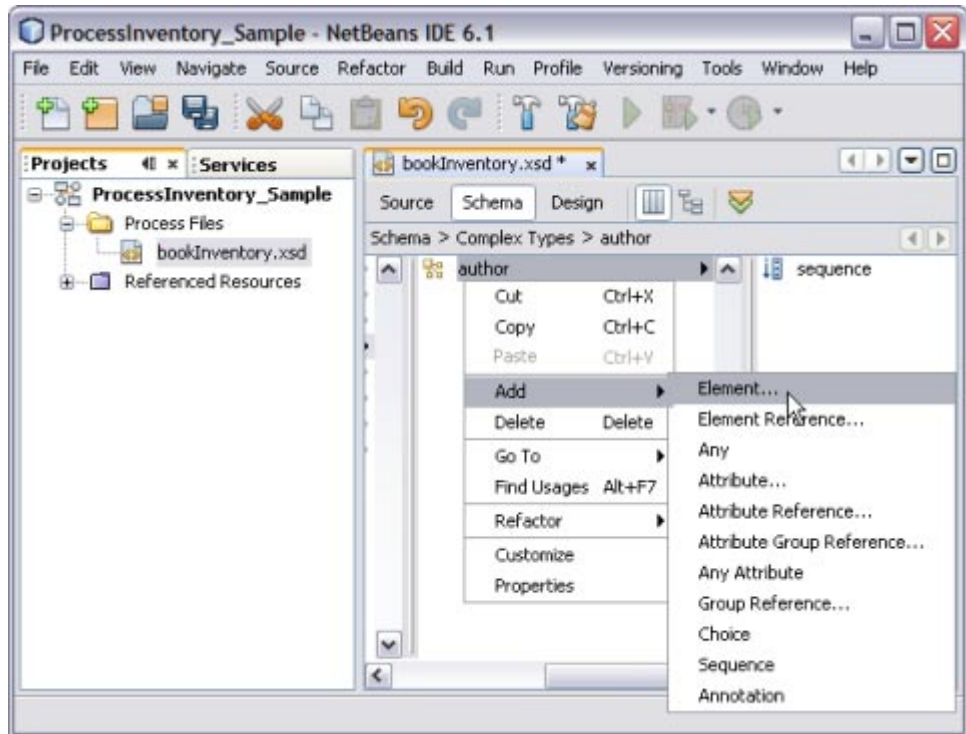 ProcessInventory_Sample - NetBeans IDE 6.1
File Edit View Navigate Source Refactor Build Run Profile Versioning Tools Window Help
Projects Services
bookInventory.xsd *
ProcessInventory_Sample
Process Files
bookInventory.xsd
Referenced Resources
Source Schema Design
Schema > Complex Types > author
author
sequence
Cut Ctrl+X
Copy Ctrl+C
Paste Ctrl+V
Add
Delete Delete
Go To
Find Usages Alt+F7
Refactor
Customize
Properties
Element...
Element Reference...
Any
Attribute...
Attribute Reference...
Attribute Group Reference...
Any Attribute
Group Reference...
Choice
Sequence
Annotation